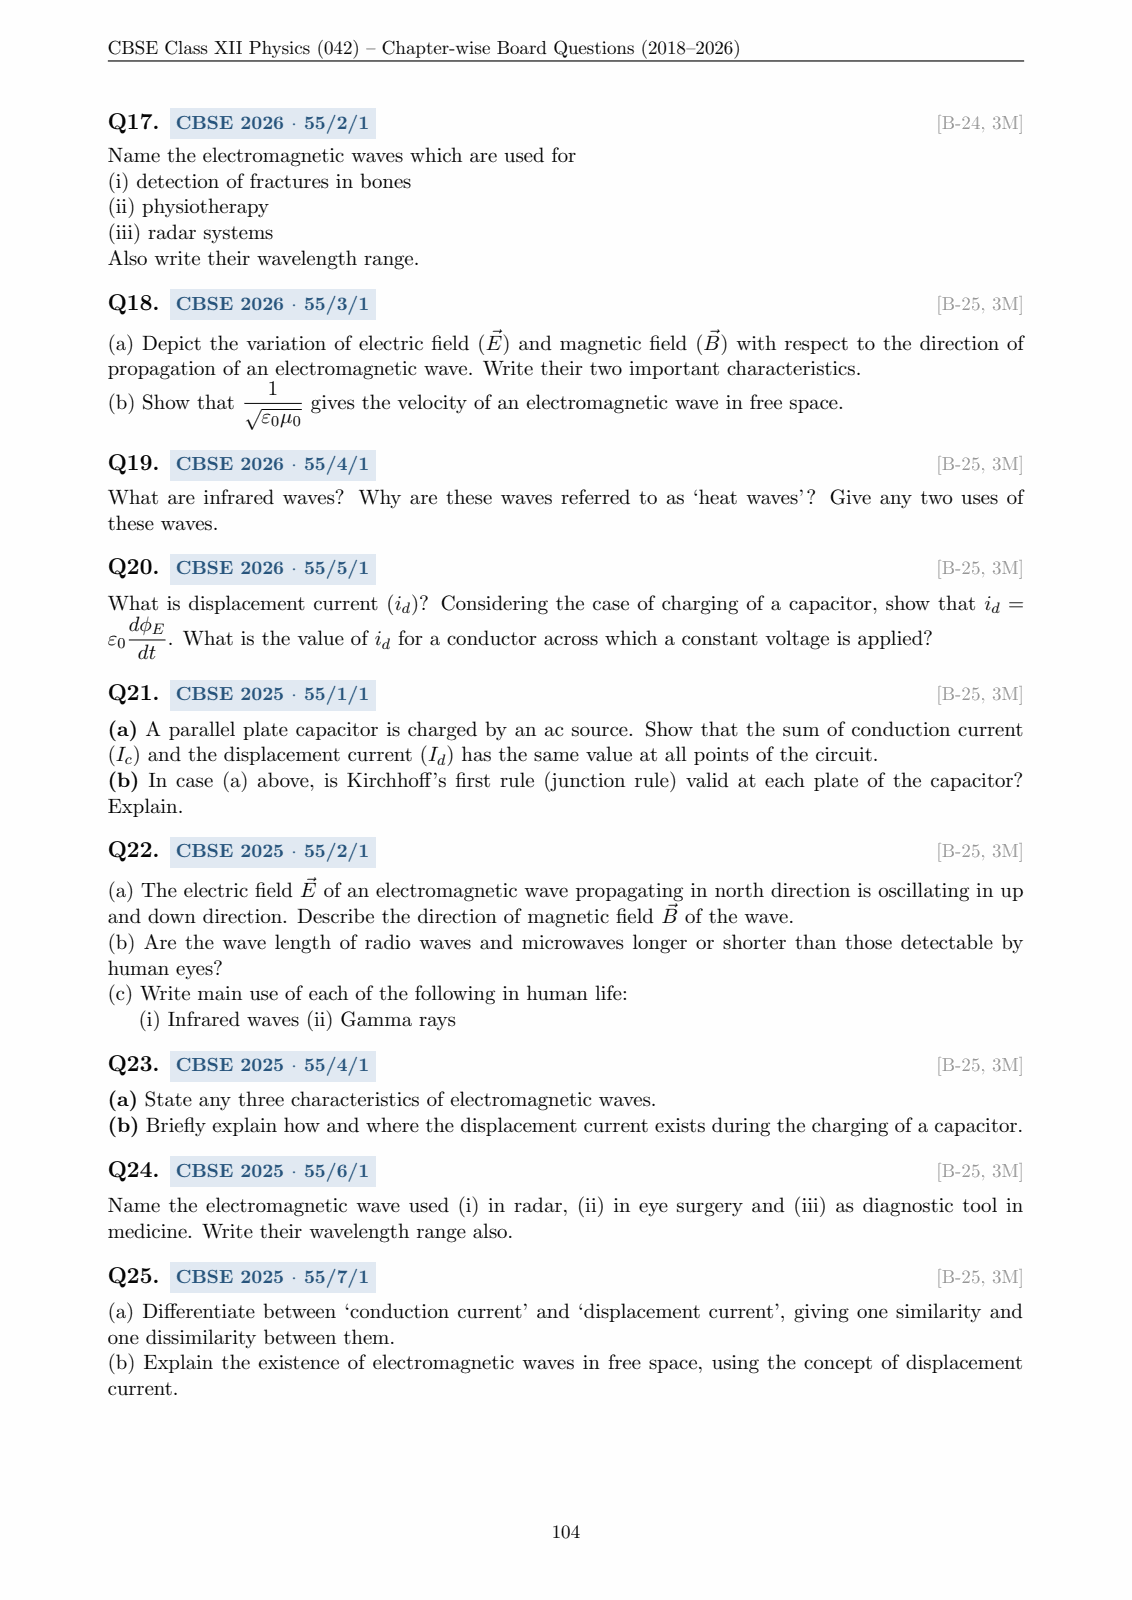 CBSE Class XII Physics (042) – Chapter-wise Board Questions (2018–2026)
Q17. CBSE 2026 · 55/2/1 [B-24, 3M]
Name the electromagnetic waves which are used for
(i) detection of fractures in bones
(ii) physiotherapy
(iii) radar systems
Also write their wavelength range.
Q18. CBSE 2026 · 55/3/1 [B-25, 3M]
(a) Depict the variation of electric field (\(\vec{E}\)) and magnetic field (\(\vec{B}\)) with respect to the direction of
propagation of an electromagnetic wave. Write their two important characteristics.
(b) Show that \(\frac{1}{\sqrt{\varepsilon_0\mu_0}}\) gives the velocity of an electromagnetic wave in free space.
Q19. CBSE 2026 · 55/4/1 [B-25, 3M]
What are infrared waves? Why are these waves referred to as ‘heat waves’? Give any two uses of
these waves.
Q20. CBSE 2026 · 55/5/1 [B-25, 3M]
What is displacement current (\(i_d\))? Considering the case of charging of a capacitor, show that \(i_d =\)
\(\varepsilon_0\frac{d\phi_E}{dt}\). What is the value of \(i_d\) for a conductor across which a constant voltage is applied?
Q21. CBSE 2025 · 55/1/1 [B-25, 3M]
(a) A parallel plate capacitor is charged by an ac source. Show that the sum of conduction current
(\(I_c\)) and the displacement current (\(I_d\)) has the same value at all points of the circuit.
(b) In case (a) above, is Kirchhoff’s first rule (junction rule) valid at each plate of the capacitor?
Explain.
Q22. CBSE 2025 · 55/2/1 [B-25, 3M]
(a) The electric field \(\vec{E}\) of an electromagnetic wave propagating in north direction is oscillating in up
and down direction. Describe the direction of magnetic field \(\vec{B}\) of the wave.
(b) Are the wave length of radio waves and microwaves longer or shorter than those detectable by
human eyes?
(c) Write main use of each of the following in human life:
(i) Infrared waves (ii) Gamma rays
Q23. CBSE 2025 · 55/4/1 [B-25, 3M]
(a) State any three characteristics of electromagnetic waves.
(b) Briefly explain how and where the displacement current exists during the charging of a capacitor.
Q24. CBSE 2025 · 55/6/1 [B-25, 3M]
Name the electromagnetic wave used (i) in radar, (ii) in eye surgery and (iii) as diagnostic tool in
medicine. Write their wavelength range also.
Q25. CBSE 2025 · 55/7/1 [B-25, 3M]
(a) Differentiate between ‘conduction current’ and ‘displacement current’, giving one similarity and
one dissimilarity between them.
(b) Explain the existence of electromagnetic waves in free space, using the concept of displacement
current.
104